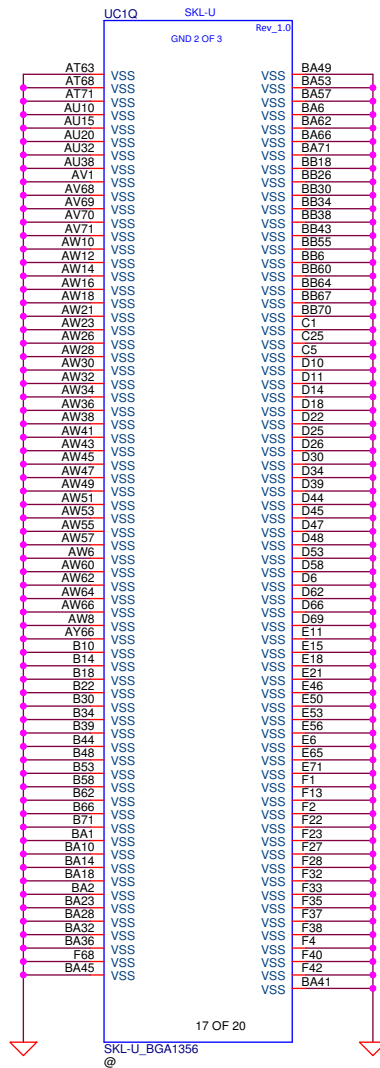 UC1Q SKL-U
Rev_1.0
GND 2 OF 3
AT63 VSS VSS BA49
AT68 VSS VSS BA53
AT71 VSS VSS BA57
AU10 VSS VSS BA6
AU15 VSS VSS BA62
AU20 VSS VSS BA66
AU32 VSS VSS BA71
AU38 VSS VSS BB18
AV1 VSS VSS BB26
AV68 VSS VSS BB30
AV69 VSS VSS BB34
AV70 VSS VSS BB38
AV71 VSS VSS BB43
AW10 VSS VSS BB55
AW12 VSS VSS BB6
AW14 VSS VSS BB60
AW16 VSS VSS BB64
AW18 VSS VSS BB67
AW21 VSS VSS BB70
AW23 VSS VSS C1
AW26 VSS VSS C25
AW28 VSS VSS C5
AW30 VSS VSS D10
AW32 VSS VSS D11
AW34 VSS VSS D14
AW36 VSS VSS D18
AW38 VSS VSS D22
AW41 VSS VSS D25
AW43 VSS VSS D26
AW45 VSS VSS D30
AW47 VSS VSS D34
AW49 VSS VSS D39
AW51 VSS VSS D44
AW53 VSS VSS D45
AW55 VSS VSS D47
AW57 VSS VSS D48
AW6 VSS VSS D53
AW60 VSS VSS D58
AW62 VSS VSS D6
AW64 VSS VSS D62
AW66 VSS VSS D66
AW8 VSS VSS D69
AY66 VSS VSS E11
B10 VSS VSS E15
B14 VSS VSS E18
B18 VSS VSS E21
B22 VSS VSS E46
B30 VSS VSS E50
B34 VSS VSS E53
B39 VSS VSS E56
B44 VSS VSS E6
B48 VSS VSS E65
B53 VSS VSS E71
B58 VSS VSS F1
B62 VSS VSS F13
B66 VSS VSS F2
B71 VSS VSS F22
BA1 VSS VSS F23
BA10 VSS VSS F27
BA14 VSS VSS F28
BA18 VSS VSS F32
BA2 VSS VSS F33
BA23 VSS VSS F35
BA28 VSS VSS F37
BA32 VSS VSS F38
BA36 VSS VSS F4
F68 VSS VSS F40
BA45 VSS VSS F42
VSS BA41
17 OF 20
SKL-U_BGA1356
@